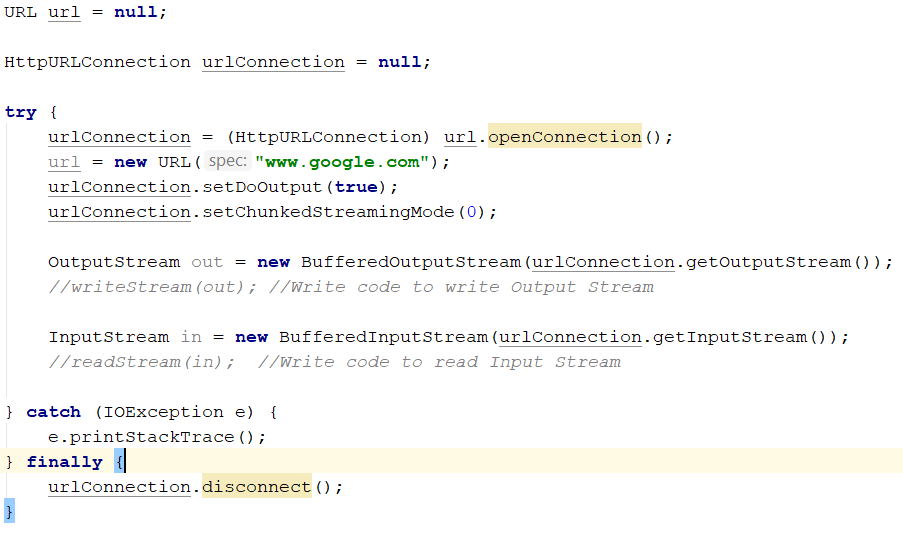 URL url = null;
HttpURLConnection urlConnection = null;
try {
urlConnection = (HttpURLConnection) url.openConnection();
url = new URL( spec: "www.google.com");
urlConnection.setDoOutput(true);
urlConnection.setChunkedStreamingMode(0);
OutputStream out = new BufferedOutputStream(urlConnection.getOutputStream());
//writeStream(out); //Write code to write Output Stream
InputStream in = new BufferedInputStream(urlConnection.getInputStream());
//readStream(in);  //Write code to read Input Stream
} catch (IOException e) {
e.printStackTrace();
} finally {
urlConnection.disconnect();
}